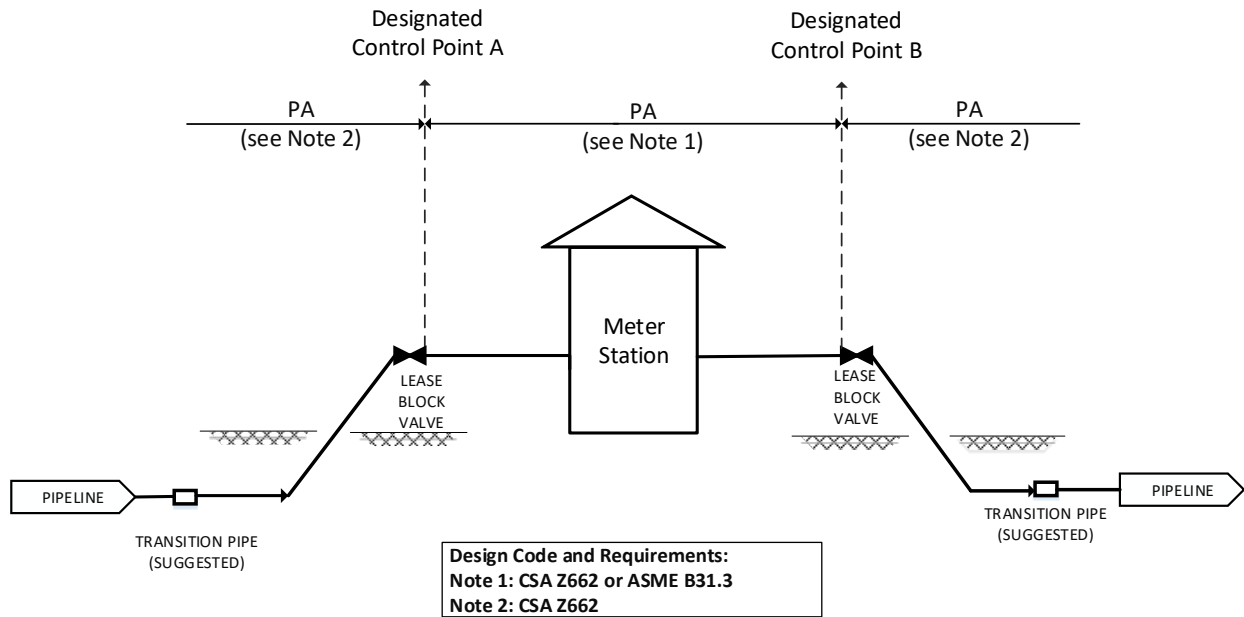 Designated
Control Point A
Designated
Control Point B
PA
(see Note 2)
PA
(see Note 1)
PA
(see Note 2)
Meter
Station
LEASE
BLOCK
VALVE
LEASE
BLOCK
VALVE
PIPELINE
PIPELINE
TRANSITION PIPE
(SUGGESTED)
TRANSITION PIPE
(SUGGESTED)
Design Code and Requirements:
Note 1: CSA Z662 or ASME B31.3
Note 2: CSA Z662